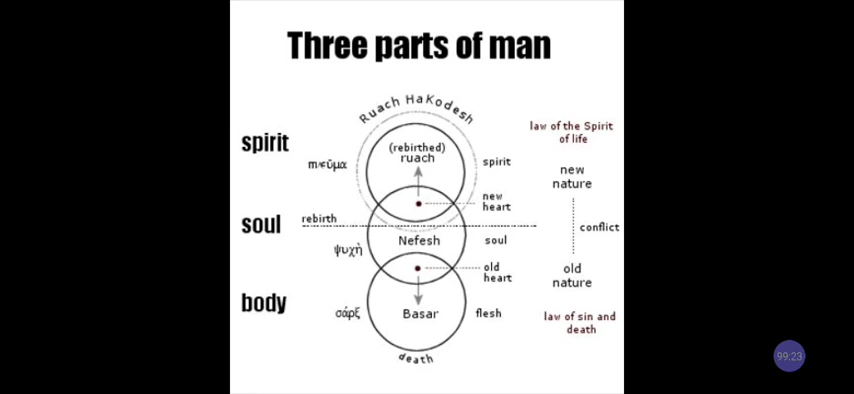 Three parts of man
Ruach HaKodesh
law of the Spirit
of life
spirit
(rebirthed)
ruach
πνεῦμα
spirit
new
nature
new
heart
rebirth
soul
conflict
Nefesh
soul
ψυχὴ
old
heart
old
nature
body
σάρξ
Basar
flesh
law of sin and
death
death
99:23